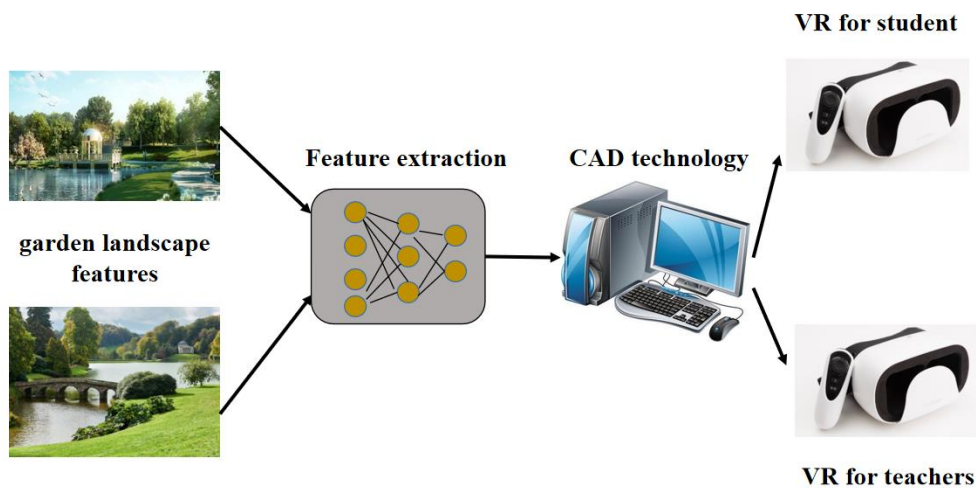 VR for student
Feature extraction
CAD technology
garden landscape
features
VR for teachers